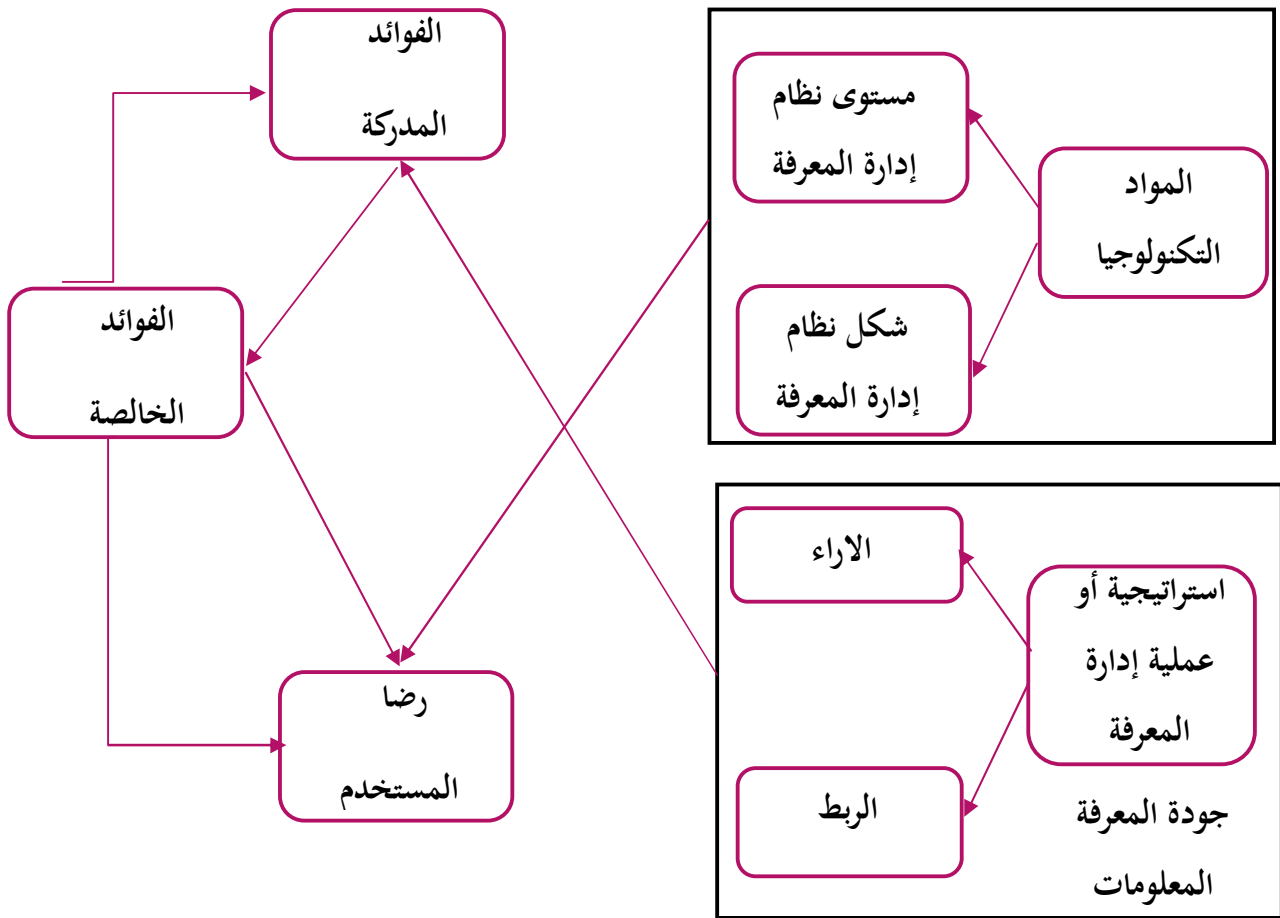 الفوائد
المدركة
مستوى نظام
إدارة المعرفة
المواد
التكنولوجيا
شكل نظام
إدارة المعرفة
الفوائد
الخالصة
الاراء
استراتيجية أو
عملية إدارة
المعرفة
رضا
المستخدم
الربط
جودة المعرفة
المعلومات